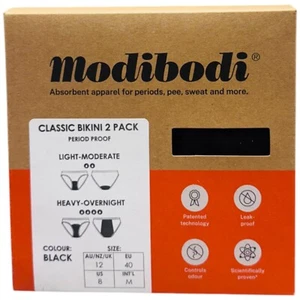 Modibodi®
Absorbent apparel for periods, pee, sweat and more.
CLASSIC BIKINI 2 PACK
PERIOD PROOF
LIGHT-MODERATE
HEAVY-OVERNIGHT
COLOUR:
BLACK
SIZE:
AU/NZ/UK
EU
12
40
US
INT'L
8
M
Patented
technology
Leak-
proof
Controls
odour
Scientifically
proven*